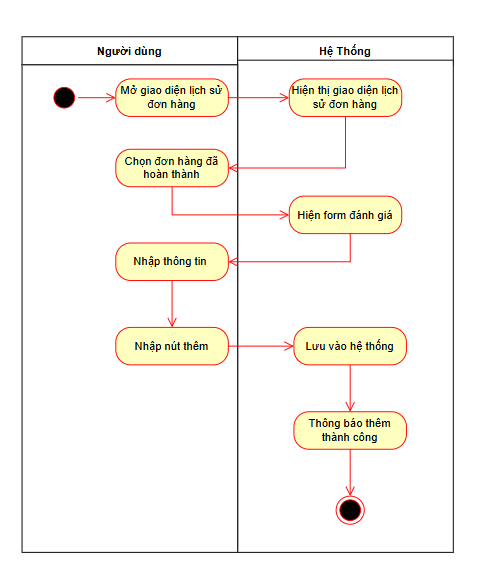 Người dùng
Hệ Thống
Mở giao diện lịch sử
đơn hàng
Hiện thị giao diện lịch
sử đơn hàng
Chọn đơn hàng đã
hoàn thành
Hiện form đánh giá
Nhập thông tin
Nhập nút thêm
Lưu vào hệ thống
Thông báo thêm
thành công